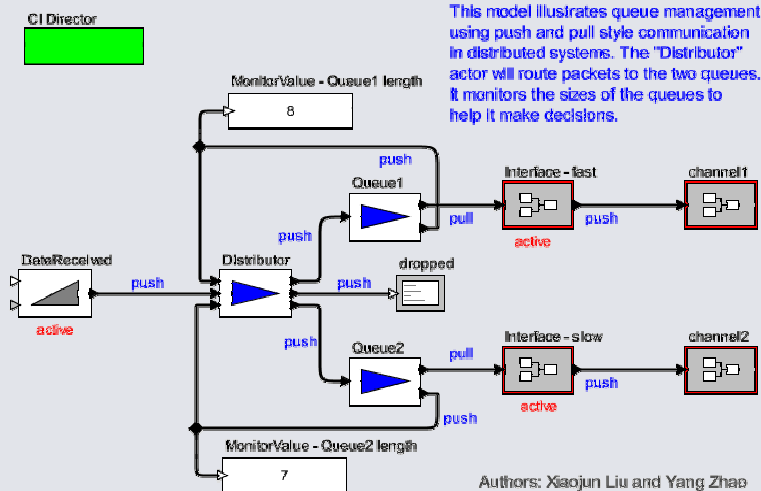 This model illustrates queue management
using push and pull style communication
in distributed systems. The "Distributor"
actor will route packets to the two queues.
It monitors the sizes of the queues to
help it make decisions.
CI Director
MonitorValue - Queue1 length
8
push
Queue1
Interface - fast
channel1
pull
push
active
push
DataReceived
Distributor
dropped
push
push
active
push
Queue2
pull
Interface - slow
channel2
push
active
push
MonitorValue - Queue2 length
7
Authors: Xiaojun Liu and Yang Zhao